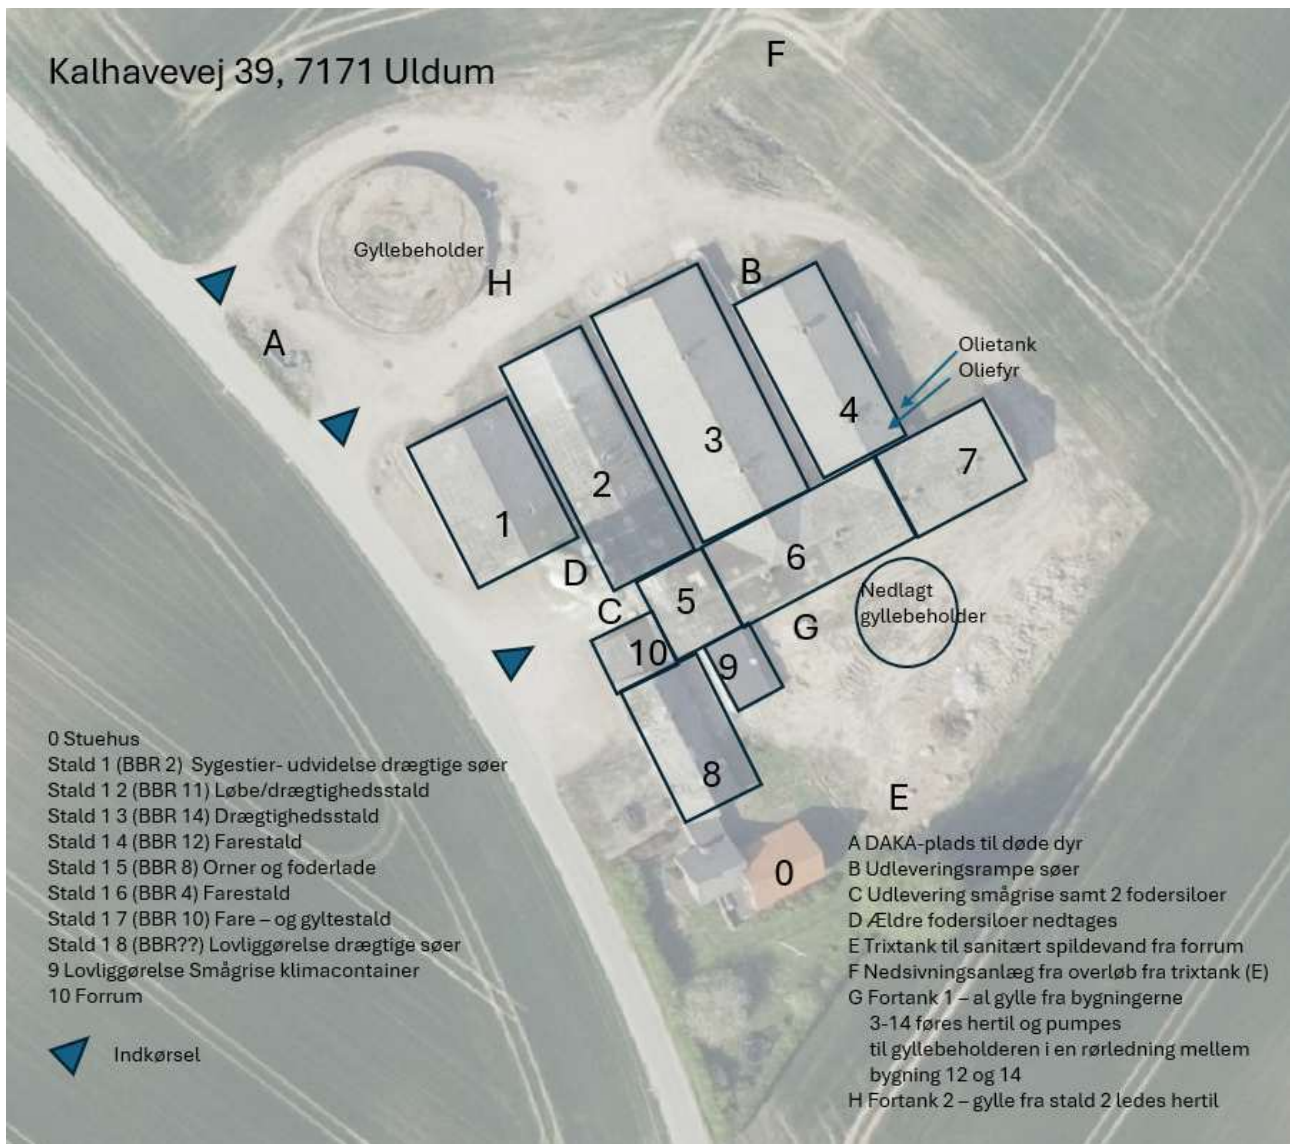 Kalhavevej 39, 7171 Uldum
F
Gyllebeholder
H
B
A
Olietank
Oliefyr
4
3
7
2
1
6
D
5
Nedlagt
gyllebeholder
C
G
10
9
8
E
0
0 Stuehus
Stald 1 (BBR 2)  Sygestier- udvidelse drægtige søer
Stald 1 2 (BBR 11) Løbe/drægtighedsstald
Stald 1 3 (BBR 14) Drægtighedsstald
Stald 1 4 (BBR 12) Farestald
Stald 1 5 (BBR 8) Orner og foderlade
Stald 1 6 (BBR 4) Farestald
Stald 1 7 (BBR 10) Fare – og gyltestald
Stald 1 8 (BBR??) Lovliggørelse drægtige søer
9 Lovliggørelse Smågrise klimacontainer
10 Forrum
Indkørsel
A DAKA-plads til døde dyr
B Udleveringsrampe søer
C Udlevering smågrise samt 2 fodersiloer
D Ældre fodersiloer nedtages
E Trixtank til sanitært spildevand fra forrum
F Nedsivningsanlæg fra overløb fra trixtank (E)
G Fortank 1 – al gylle fra bygningerne
3-14 føres hertil og pumpes
til gyllebeholderen i en rørledning mellem
bygning 12 og 14
H Fortank 2 – gylle fra stald 2 ledes hertil